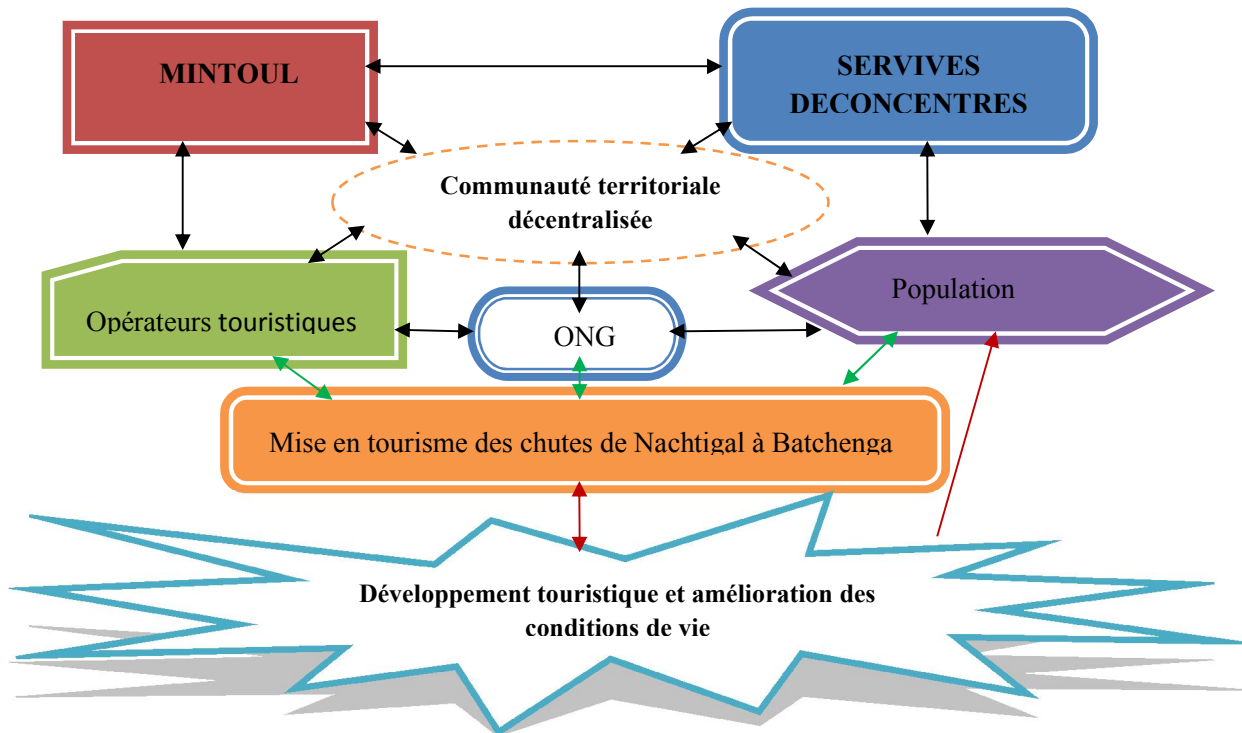 MINTOUL
SERVIVES
DECONCENTRES
Communauté territoriale
décentralisée
Opérateurs touristiques
ONG
Population
Mise en tourisme des chutes de Nachtigal à Batchenga
Développement touristique et amélioration des
conditions de vie